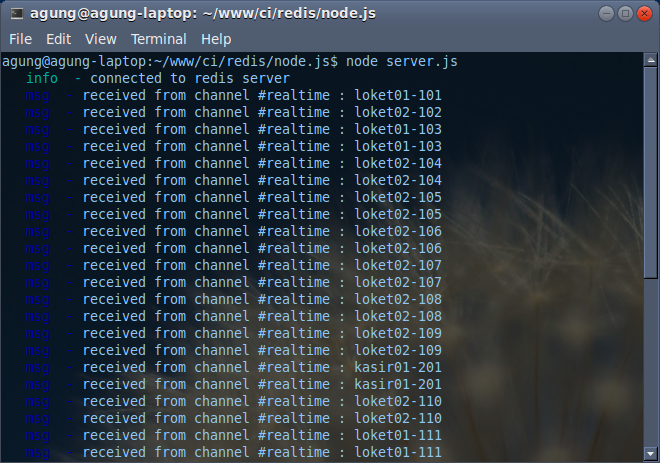 agung@agung-laptop: ~/www/ci/redis/node.js
File Edit View Terminal Help
agung@agung-laptop:~/www/ci/redis/node.js$ node server.js
info - connected to redis server
msg - received from channel #realtime : loket01-101
msg - received from channel #realtime : loket02-102
msg - received from channel #realtime : loket01-103
msg - received from channel #realtime : loket01-103
msg - received from channel #realtime : loket02-104
msg - received from channel #realtime : loket02-104
msg - received from channel #realtime : loket02-105
msg - received from channel #realtime : loket02-105
msg - received from channel #realtime : loket02-106
msg - received from channel #realtime : loket02-106
msg - received from channel #realtime : loket02-107
msg - received from channel #realtime : loket02-107
msg - received from channel #realtime : loket02-108
msg - received from channel #realtime : loket02-108
msg - received from channel #realtime : loket02-109
msg - received from channel #realtime : loket02-109
msg - received from channel #realtime : kasir01-201
msg - received from channel #realtime : kasir01-201
msg - received from channel #realtime : loket02-110
msg - received from channel #realtime : loket02-110
msg - received from channel #realtime : loket01-111
msg - received from channel #realtime : loket01-111